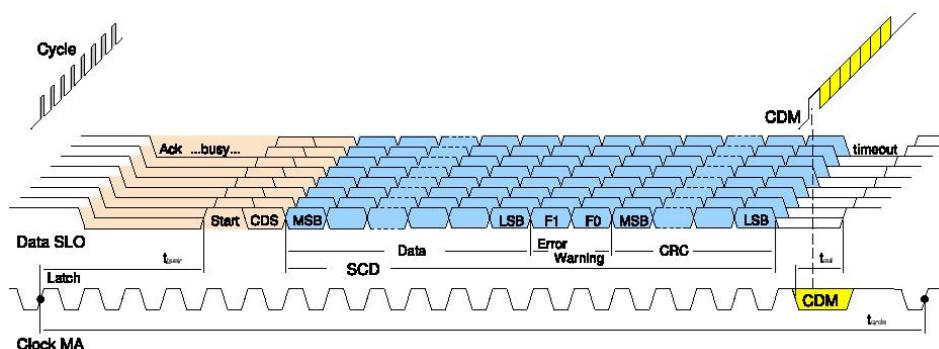 Cycle
CDM
Ack ...busy...
timeout
Start CDS MSB LSB F1 F0 MSB LSB
Data SLO
Data Error Warning CRC
SCD
Latch
CDM
Clock MA